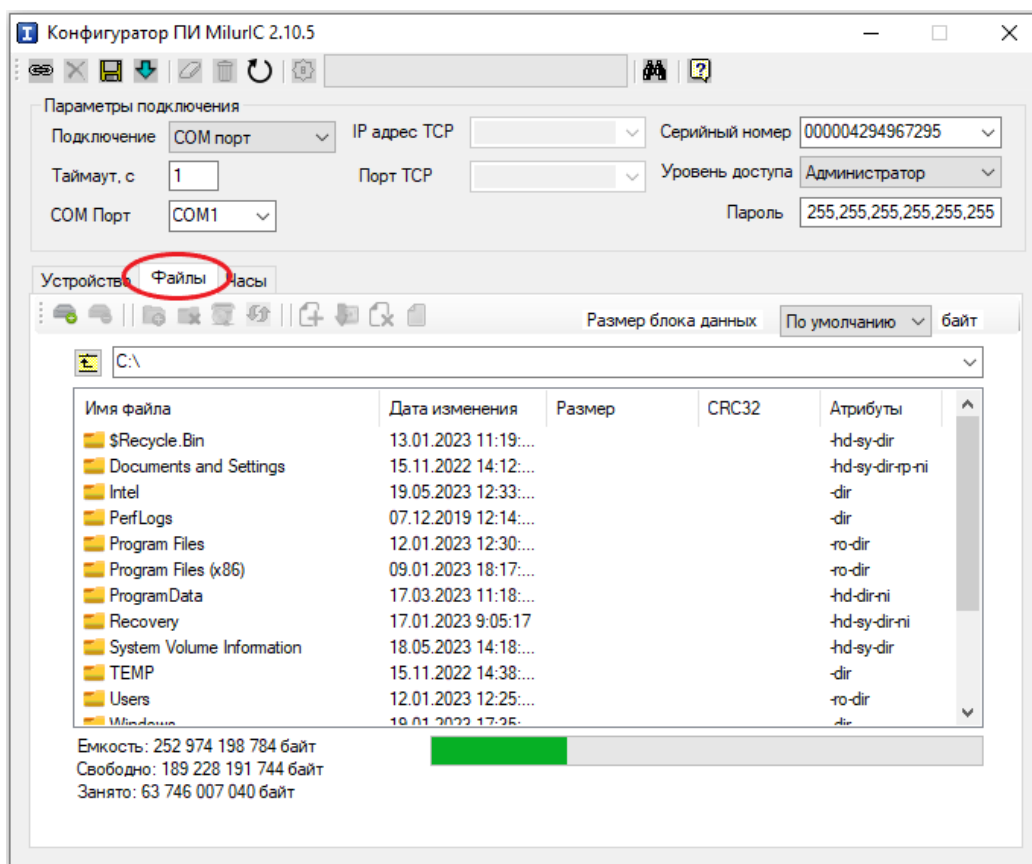 Конфигуратор ПИ MilurIC 2.10.5
Параметры подключения
Подключение COM порт IP адрес TCP Серийный номер 000004294967295
Таймаут, с 1 Порт TCP Уровень доступа Администратор
COM Порт COM1 Пароль 255,255,255,255,255,255
Устройство Файлы Часы
Размер блока данных По умолчанию байт
C:\
Имя файла Дата изменения Размер CRC32 Атрибуты
$Recycle.Bin 13.01.2023 11:19:... -hd-sy-dir
Documents and Settings 15.11.2022 14:12:... -hd-sy-dir-rp-ni
Intel 19.05.2023 12:33:... -dir
PerfLogs 07.12.2019 12:14:... -dir
Program Files 12.01.2023 12:30:... -ro-dir
Program Files (x86) 09.01.2023 18:17:... -ro-dir
ProgramData 17.03.2023 11:18:... -hd-dir-ni
Recovery 17.01.2023 9:05:17 -hd-sy-dir-ni
System Volume Information 18.05.2023 14:18:... -hd-sy-dir
TEMP 15.11.2022 14:38:... -dir
Users 12.01.2023 12:25:... -ro-dir
Windows 19.01.2023 17:35: -dir
Емкость: 252 974 198 784 байт
Свободно: 189 228 191 744 байт
Занято: 63 746 007 040 байт